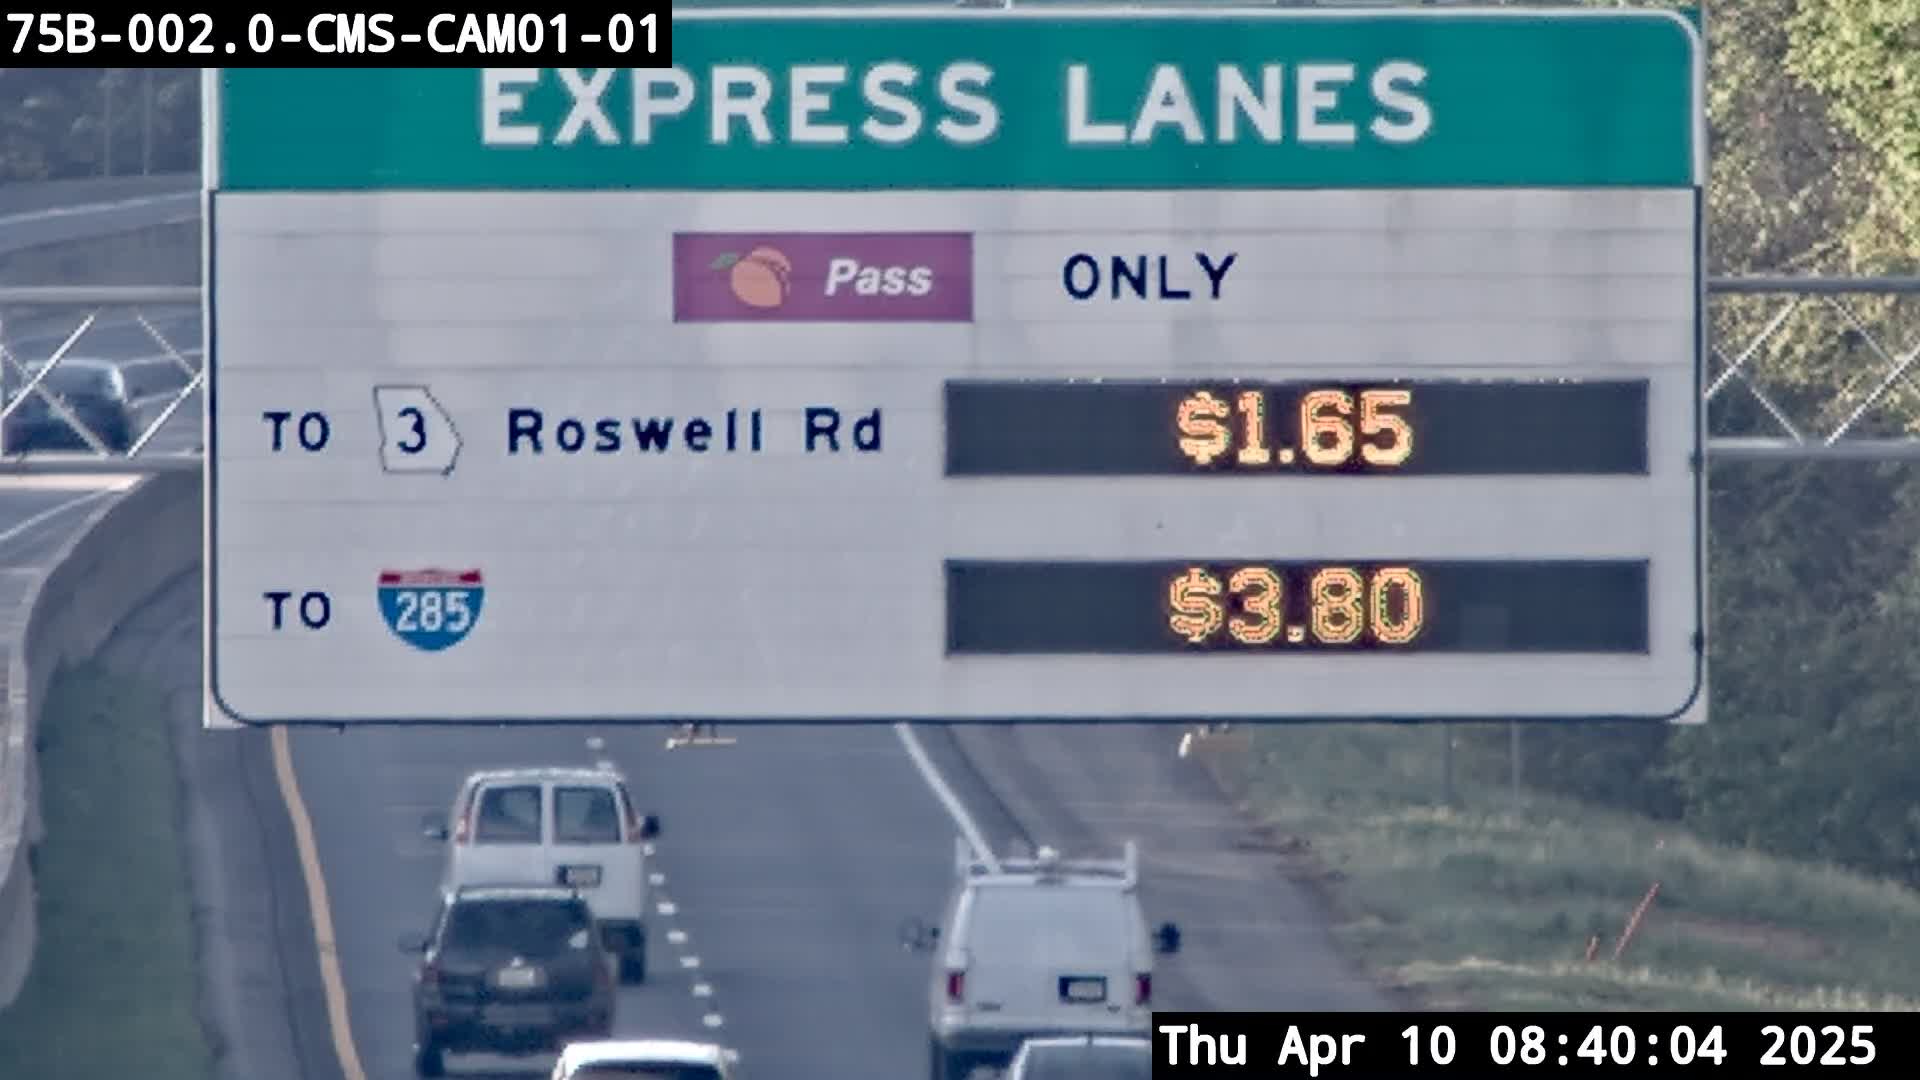 75B-002.0-CMS-CAM01-01
EXPRESS LANES
Pass ONLY
TO 3 Roswell Rd $1.65
TO 285 $3.80
Thu Apr 10 08:40:04 2025